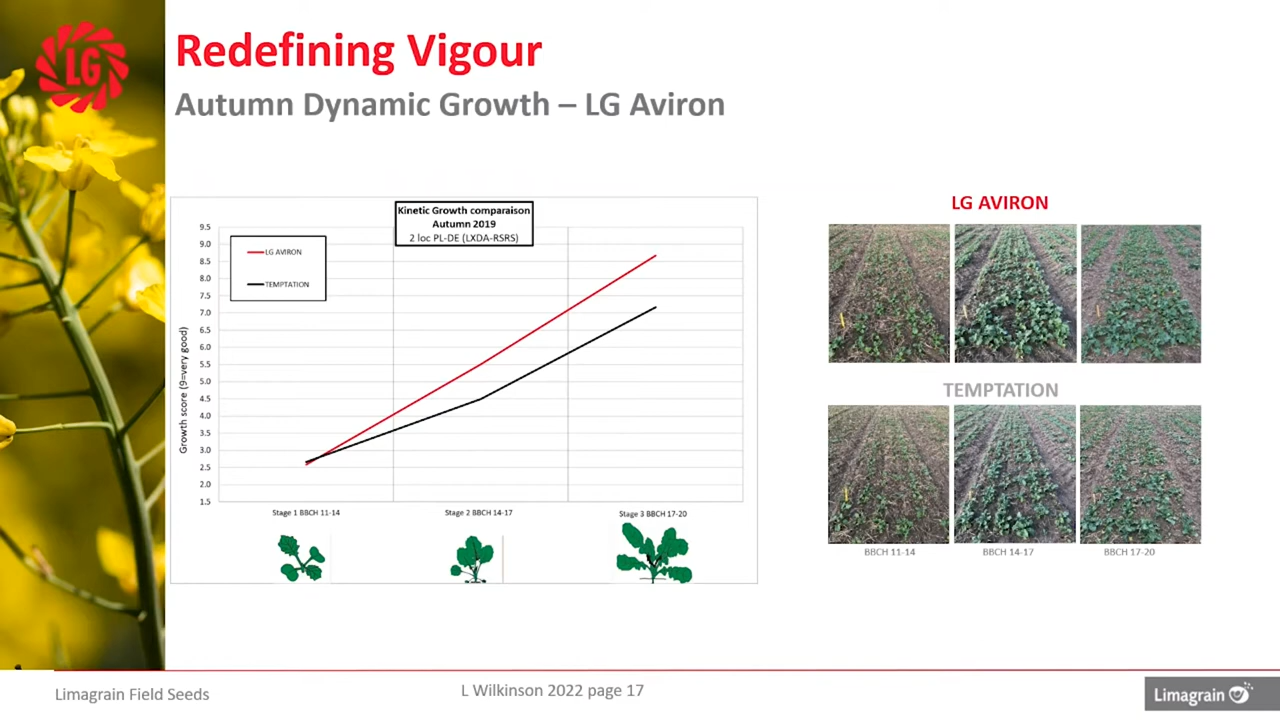 LG
Redefining Vigour
Autumn Dynamic Growth – LG Aviron
Kinetic Growth comparaison
Autumn 2019
2 loc PL-DE (LXDA-RSRS)
LG AVIRON
TEMPTATION
Growth score (9=very good)
9.5
9.0
8.5
8.0
7.5
7.0
6.5
6.0
5.5
5.0
4.5
4.0
3.5
3.0
2.5
2.0
1.5
Stage 1 BBCH 11-14
Stage 2 BBCH 14-17
Stage 3 BBCH 17-20
LG AVIRON
TEMPTATION
BBCH 11-14
BBCH 14-17
BBCH 17-20
Limagrain Field Seeds
L Wilkinson 2022 page 17
Limagrain